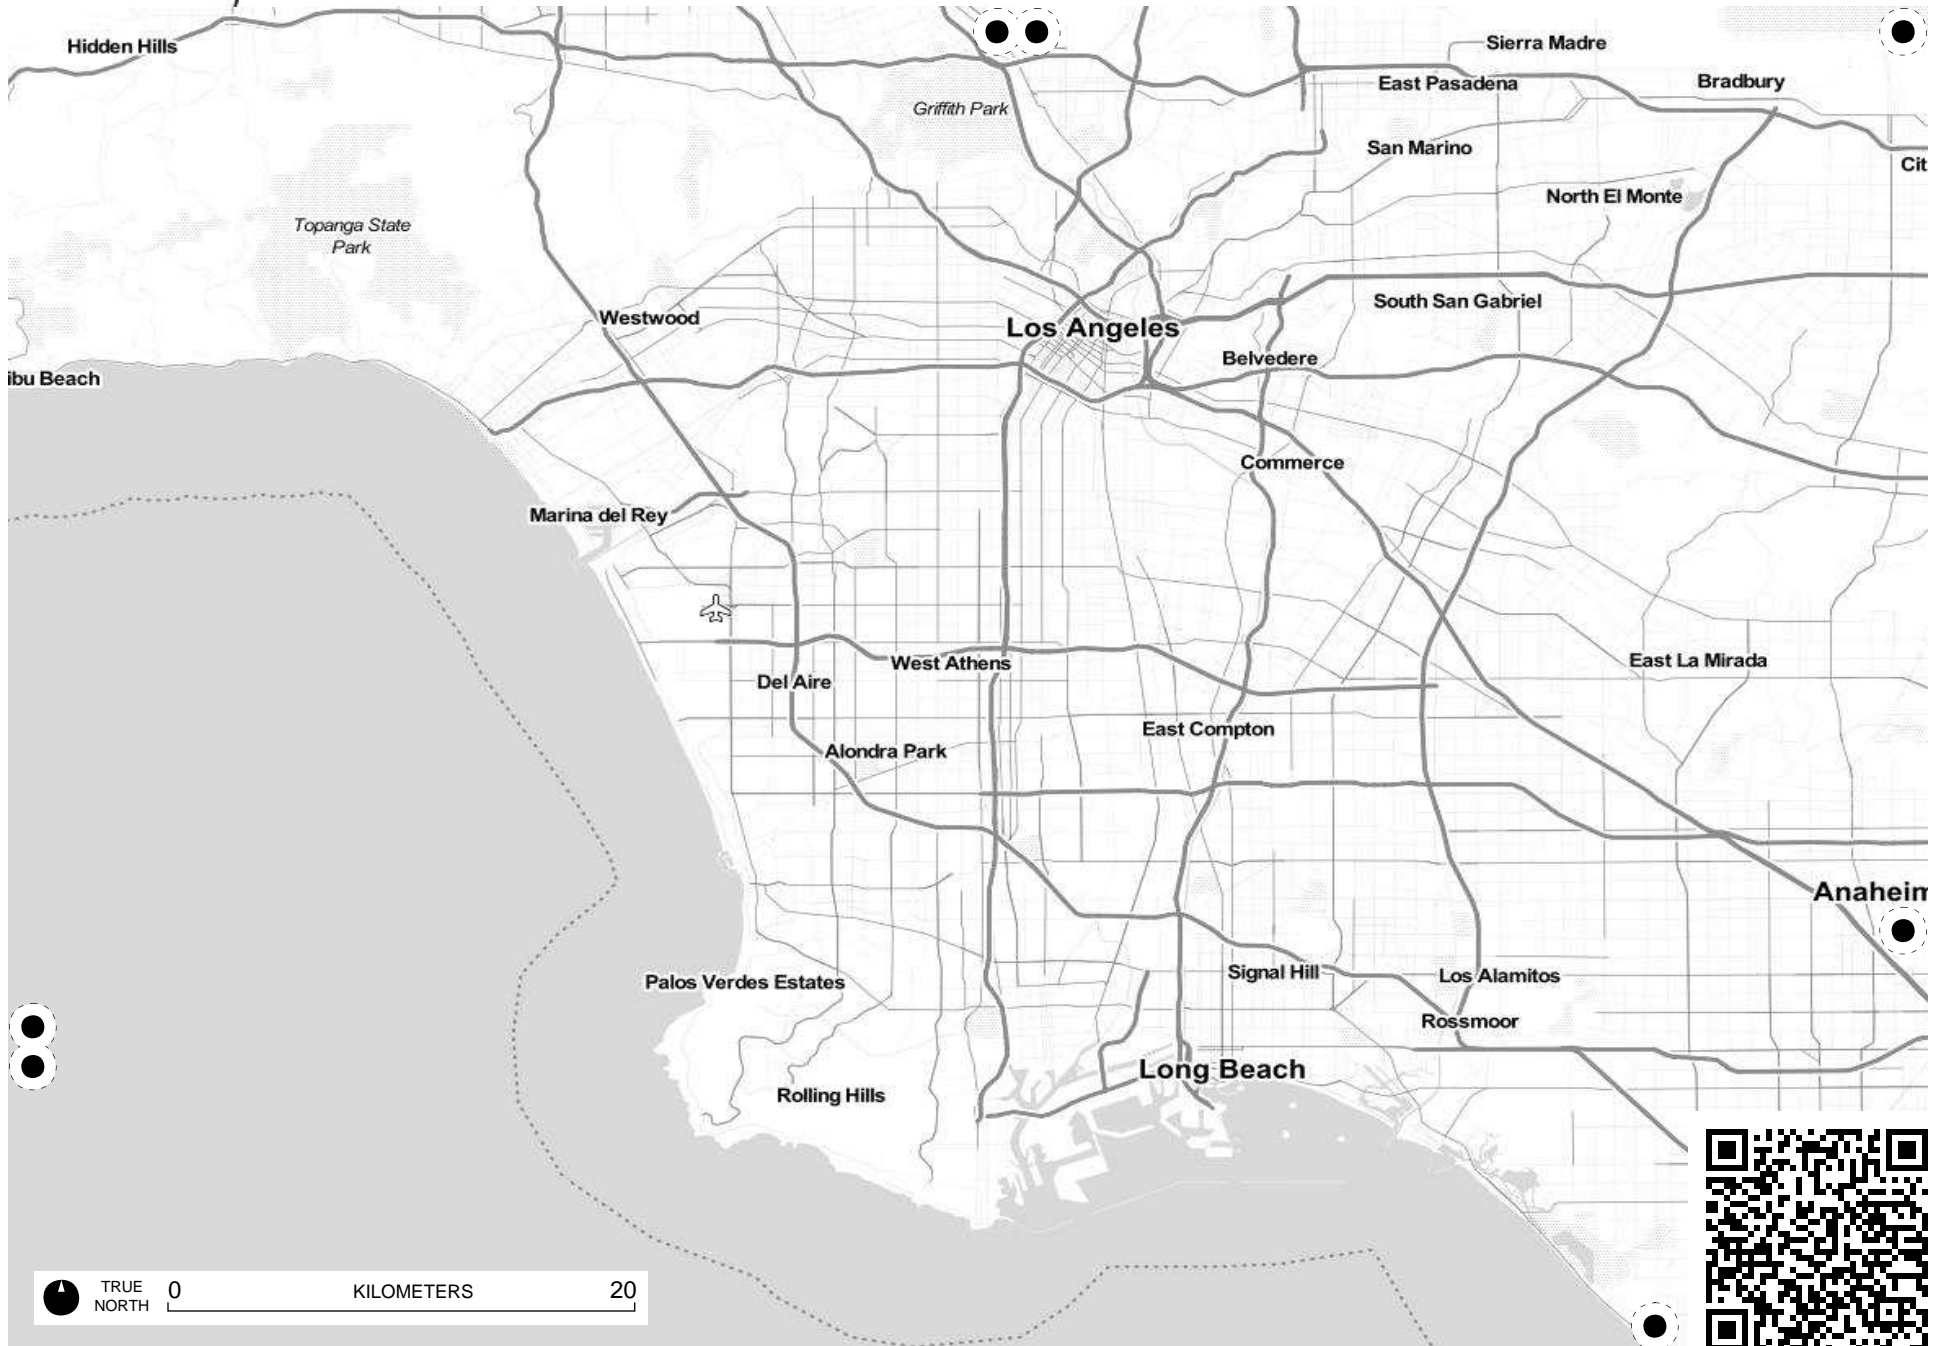 Hidden Hills
Sierra Madre
East Pasadena
Bradbury
Griffith Park
San Marino
Cit
North El Monte
Topanga State
Park
South San Gabriel
Westwood
Los Angeles
Belvedere
ibu Beach
Commerce
Marina del Rey
West Athens
East La Mirada
Del Aire
East Compton
Alondra Park
Anaheim
Palos Verdes Estates
Signal Hill
Los Alamitos
Rossmoor
Long Beach
Rolling Hills
TRUE
NORTH
0 KILOMETERS 20